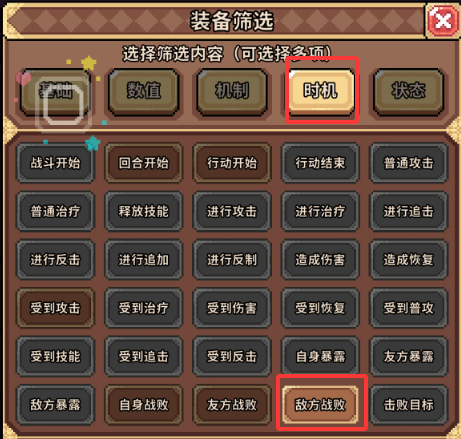 装备筛选
选择筛选内容（可选择多项）
基础 数值 机制 时机 状态
战斗开始 回合开始 行动开始 行动结束 普通攻击
普通治疗 释放技能 进行攻击 进行治疗 进行追击
进行反击 进行追加 进行反制 造成伤害 造成恢复
受到攻击 受到治疗 受到伤害 受到恢复 受到普攻
受到技能 受到追击 受到反击 自身暴露 友方暴露
敌方暴露 自身战败 友方战败 敌方战败 击败目标